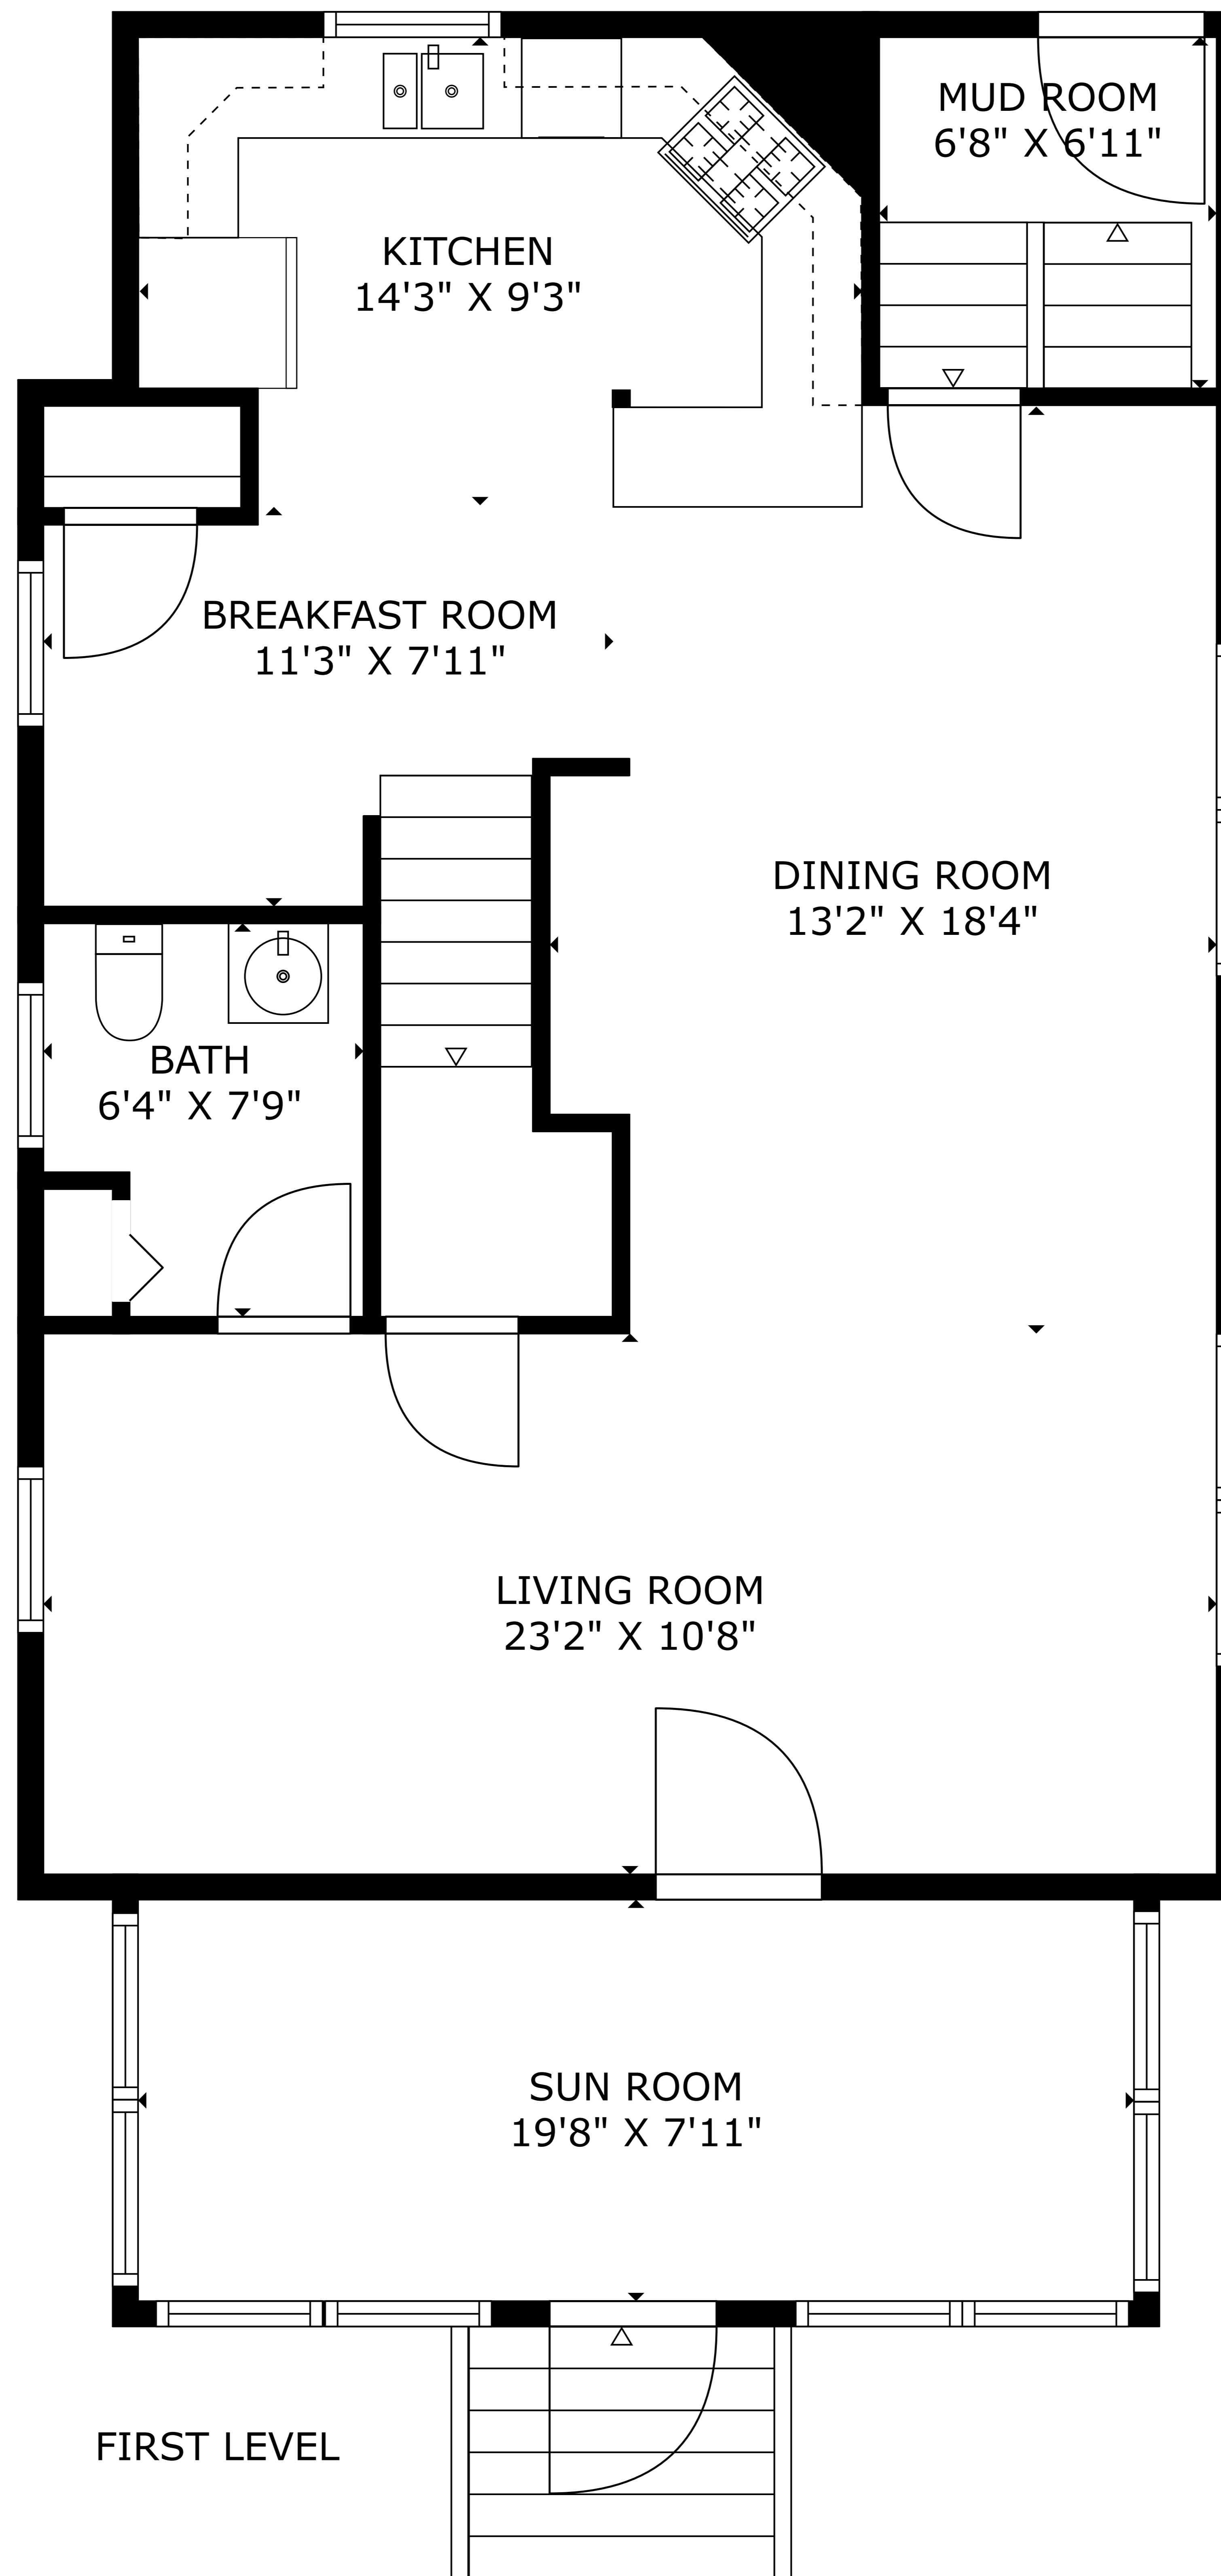 MUD ROOM
6'8" X 6'11"
KITCHEN
14'3" X 9'3"
BREAKFAST ROOM
11'3" X 7'11"
DINING ROOM
13'2" X 18'4"
BATH
6'4" X 7'9"
LIVING ROOM
23'2" X 10'8"
SUN ROOM
19'8" X 7'11"
FIRST LEVEL